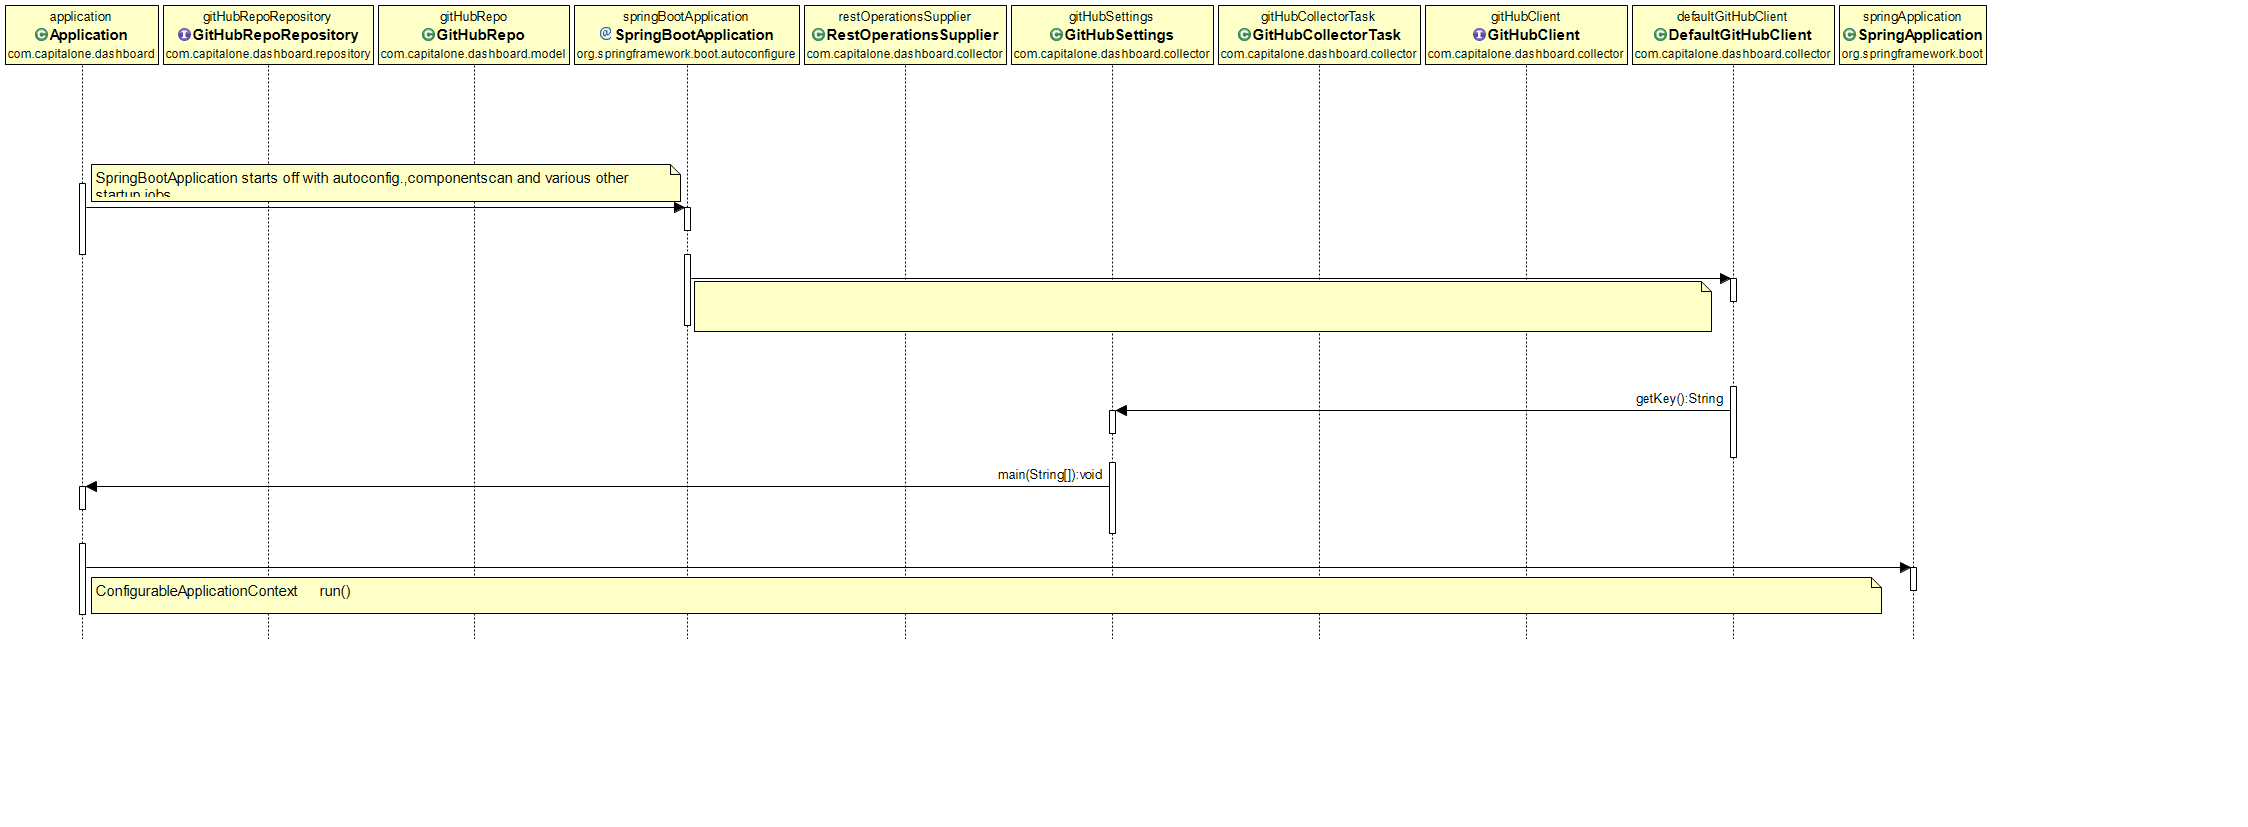 application
Application
com.capitalone.dashboard
gitHubRepoRepository
GitHubRepoRepository
com.capitalone.dashboard.repository
gitHubRepo
GitHubRepo
com.capitalone.dashboard.model
springBootApplication
@ SpringBootApplication
org.springframework.boot.autoconfigure
restOperationsSupplier
C RestOperationsSupplier
com.capitalone.dashboard.collector
gitHubSettings
GitHubSettings
com.capitalone.dashboard.collector
gitHubCollectorTask
GitHubCollectorTask
com.capitalone.dashboard.collector
gitHubClient
GitHubClient
com.capitalone.dashboard.collector
defaultGitHubClient
DefaultGitHubClient
com.capitalone.dashboard.collector
springApplication
SpringApplication
org.springframework.boot
SpringBootApplication starts off with autoconfig.,componentscan and various other
startup jobs
getKey():String
main(String[]):void
ConfigurableApplicationContext run()